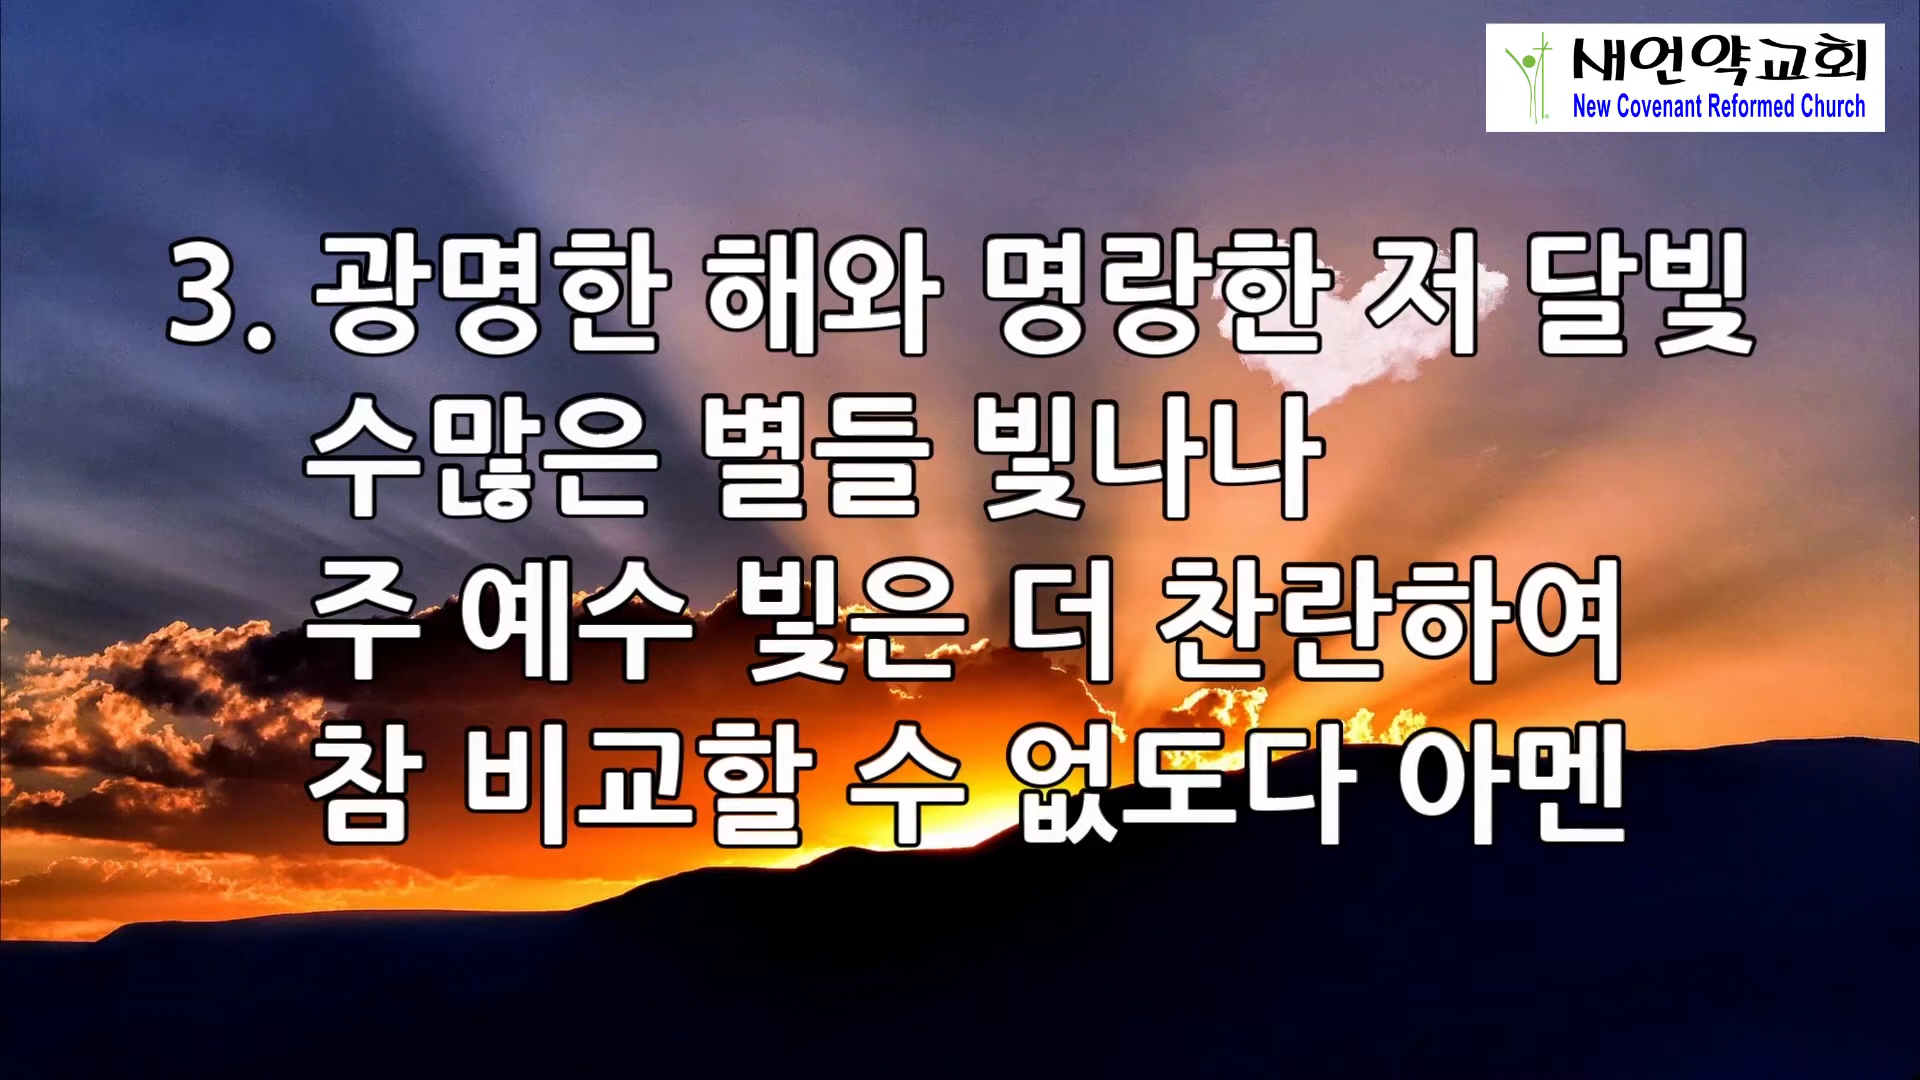 새언약교회
New Covenant Reformed Church
3. 광명한 해와 명랑한 저 달빛
수많은 별들 빛나나
주 예수 빛은 더 찬란하여
참 비교할 수 없도다 아멘